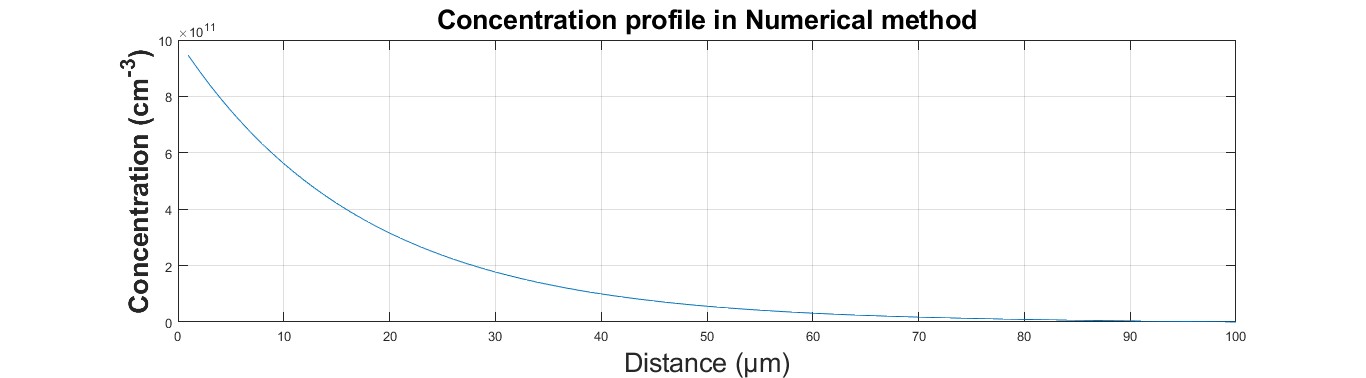 Concentration profile in Numerical method
×10¹¹
10
8
6
4
2
0
Concentration (cm⁻³)
0 10 20 30 40 50 60 70 80 90 100
Distance (μm)